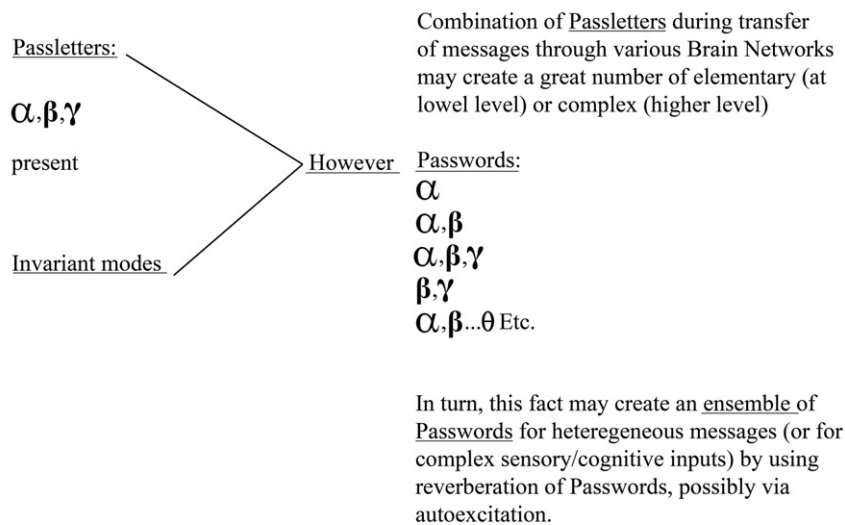 Passletters:
α,β,γ
present
Invariant modes
However
Combination of Passletters during transfer
of messages through various Brain Networks
may create a great number of elementary (at
lowel level) or complex (higher level)
Passwords:
α
α,β
α,β,γ
β,γ
α,β...θ Etc.
In turn, this fact may create an ensemble of
Passwords for heteregeneous messages (or for
complex sensory/cognitive inputs) by using
reverberation of Passwords, possibly via
autoexcitation.